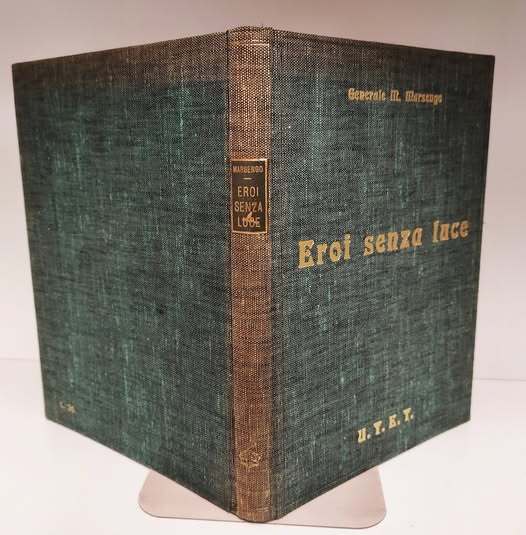 Generale M. Marsengo
Eroi senza luce
U. T. E. T.
MARSENGO
EROI
SENZA
LUCE